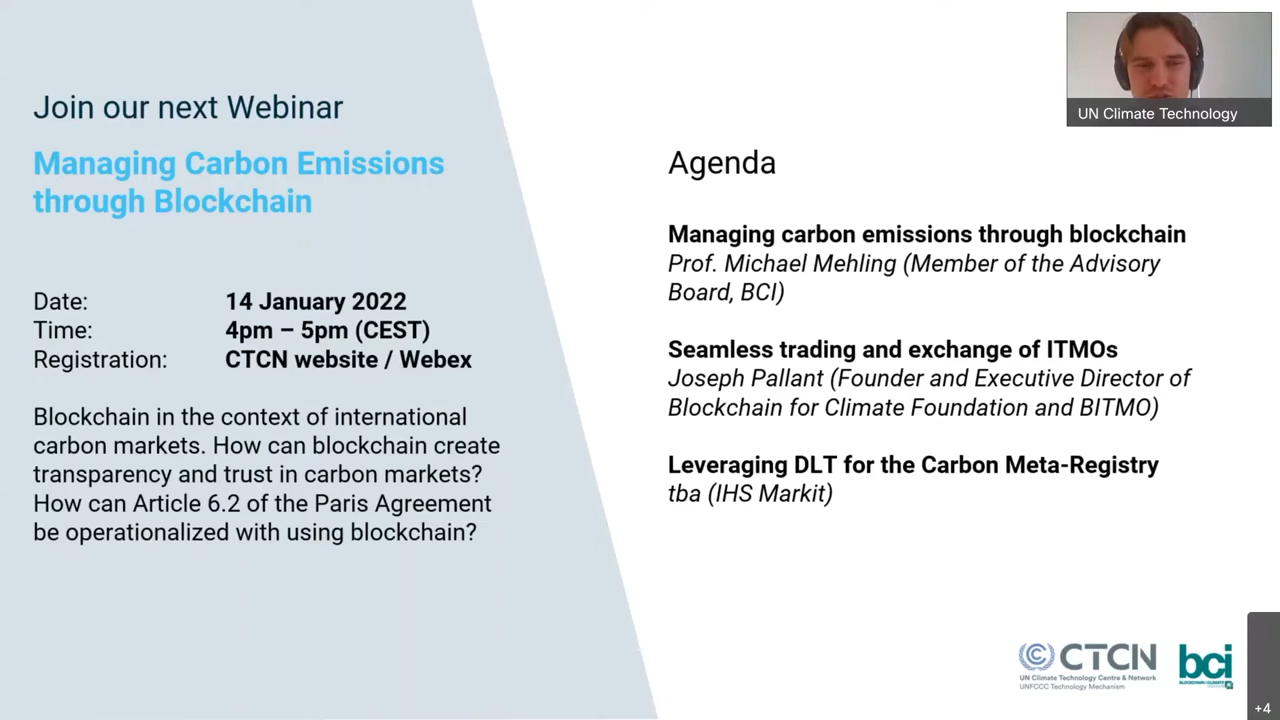 Join our next Webinar
Managing Carbon Emissions
through Blockchain
Date: 14 January 2022
Time: 4pm – 5pm (CEST)
Registration: CTCN website / Webex
Blockchain in the context of international
carbon markets. How can blockchain create
transparency and trust in carbon markets?
How can Article 6.2 of the Paris Agreement
be operationalized with using blockchain?
UN Climate Technology
Agenda
Managing carbon emissions through blockchain
Prof. Michael Mehling (Member of the Advisory
Board, BCI)
Seamless trading and exchange of ITMOs
Joseph Pallant (Founder and Executive Director of
Blockchain for Climate Foundation and BITMO)
Leveraging DLT for the Carbon Meta-Registry
tba (IHS Markit)
CTCN
UN Climate Technology Centre & Network
UNFCCC Technology Mechanism
bci
+4